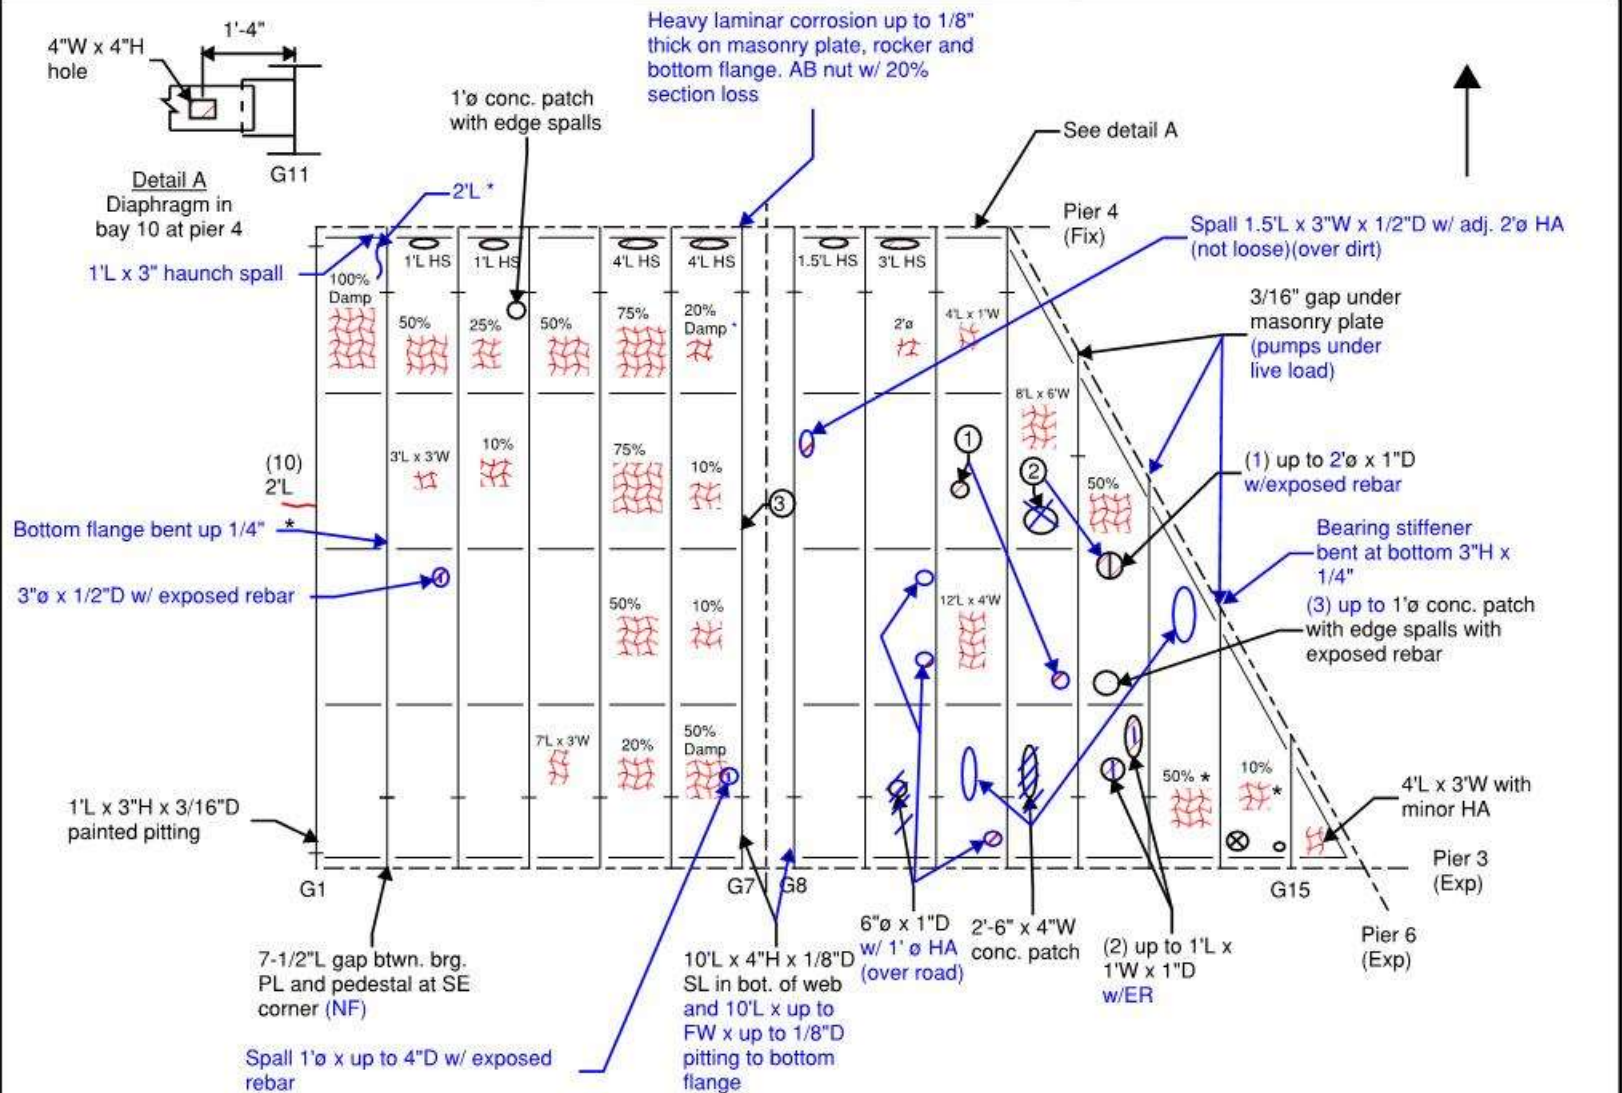 4"W x 4"H
hole
1'-4"
G11
Detail A
Diaphragm in
bay 10 at pier 4
1'ø conc. patch
with edge spalls
Heavy laminar corrosion up to 1/8"
thick on masonry plate, rocker and
bottom flange. AB nut w/ 20%
section loss
See detail A
2'L *
1'L x 3" haunch spall
Pier 4
(Fix)
Spall 1.5'L x 3"W x 1/2"D w/ adj. 2'ø HA
(not loose)(over dirt)
1'L HS
1'L HS
4'L HS
4'L HS
1.5'L HS
3'L HS
100%
Damp
50%
25%
50%
75%
20%
Damp *
2'ø
4'L x 1'W
3/16" gap under
masonry plate
(pumps under
live load)
8'L x 6'W
(10)
2'L
3'L x 3'W
10%
75%
10%
3
1
2
50%
(1) up to 2'ø x 1"D
w/exposed rebar
Bottom flange bent up 1/4" *
Bearing stiffener
bent at bottom 3"H x
1/4"
3"ø x 1/2"D w/ exposed rebar
50%
10%
12'L x 4'W
(3) up to 1'ø conc. patch
with edge spalls with
exposed rebar
7'L x 3'W
20%
50%
Damp
50% *
10%
*
1'L x 3"H x 3/16"D
painted pitting
4'L x 3'W with
minor HA
G1
G7
G8
G15
Pier 3
(Exp)
Pier 6
(Exp)
7-1/2"L gap btwn. brg.
PL and pedestal at SE
corner (NF)
10'L x 4"H x 1/8"D
SL in bot. of web
and 10'L x up to
FW x up to 1/8"D
pitting to bottom
flange
6"ø x 1"D
w/ 1' ø HA
(over road)
2'-6" x 4"W
conc. patch
(2) up to 1'L x
1'W x 1"D
w/ER
Spall 1'ø x up to 4"D w/ exposed
rebar